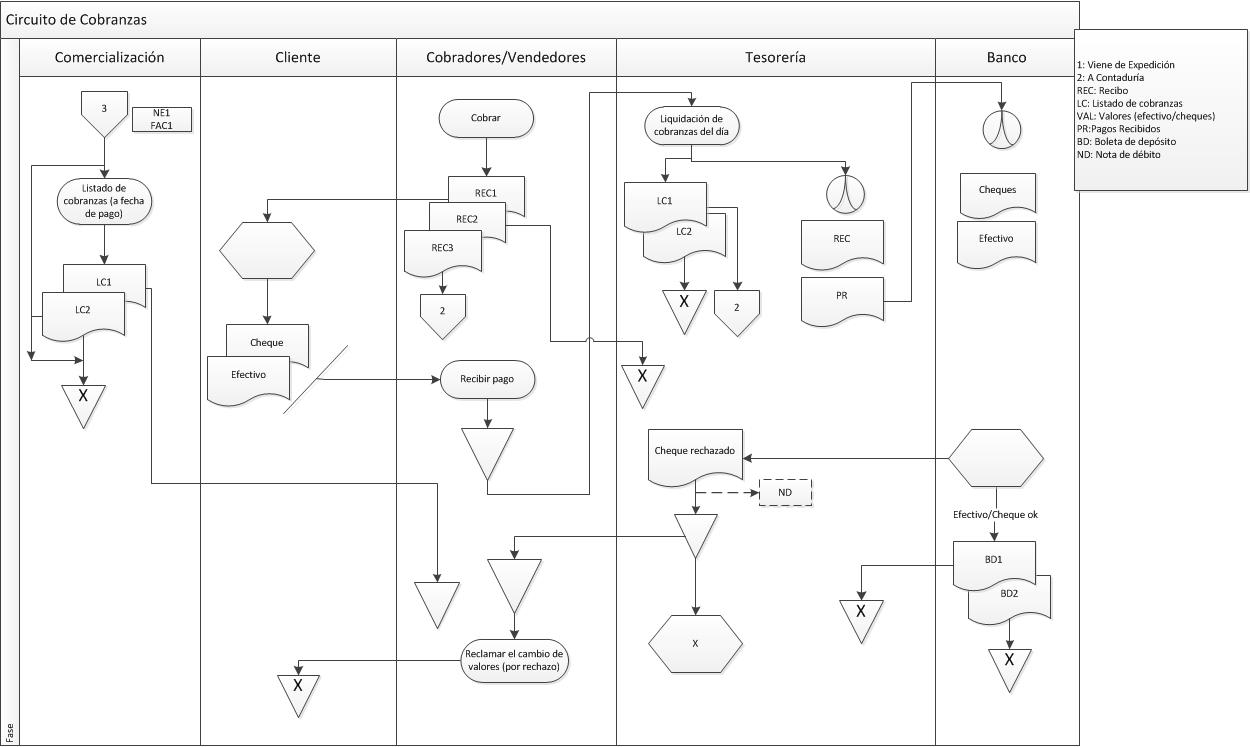 Circuito de Cobranzas
Comercialización
Cliente
Cobradores/Vendedores
Tesorería
Banco
1: Viene de Expedición
2: A Contaduría
REC: Recibo
LC: Listado de cobranzas
VAL: Valores (efectivo/cheques)
PR:Pagos Recibidos
BD: Boleta de depósito
ND: Nota de débito
3
NE1
FAC1
Listado de
cobranzas (a fecha
de pago)
LC1
LC2
X
Cheque
Efectivo
X
Cobrar
REC1
REC2
REC3
2
Recibir pago
Reclamar el cambio de
valores (por rechazo)
Liquidación de
cobranzas del día
LC1
LC2
X
2
REC
PR
X
Cheque rechazado
ND
X
X
Cheques
Efectivo
Efectivo/Cheque ok
BD1
BD2
X
Fase